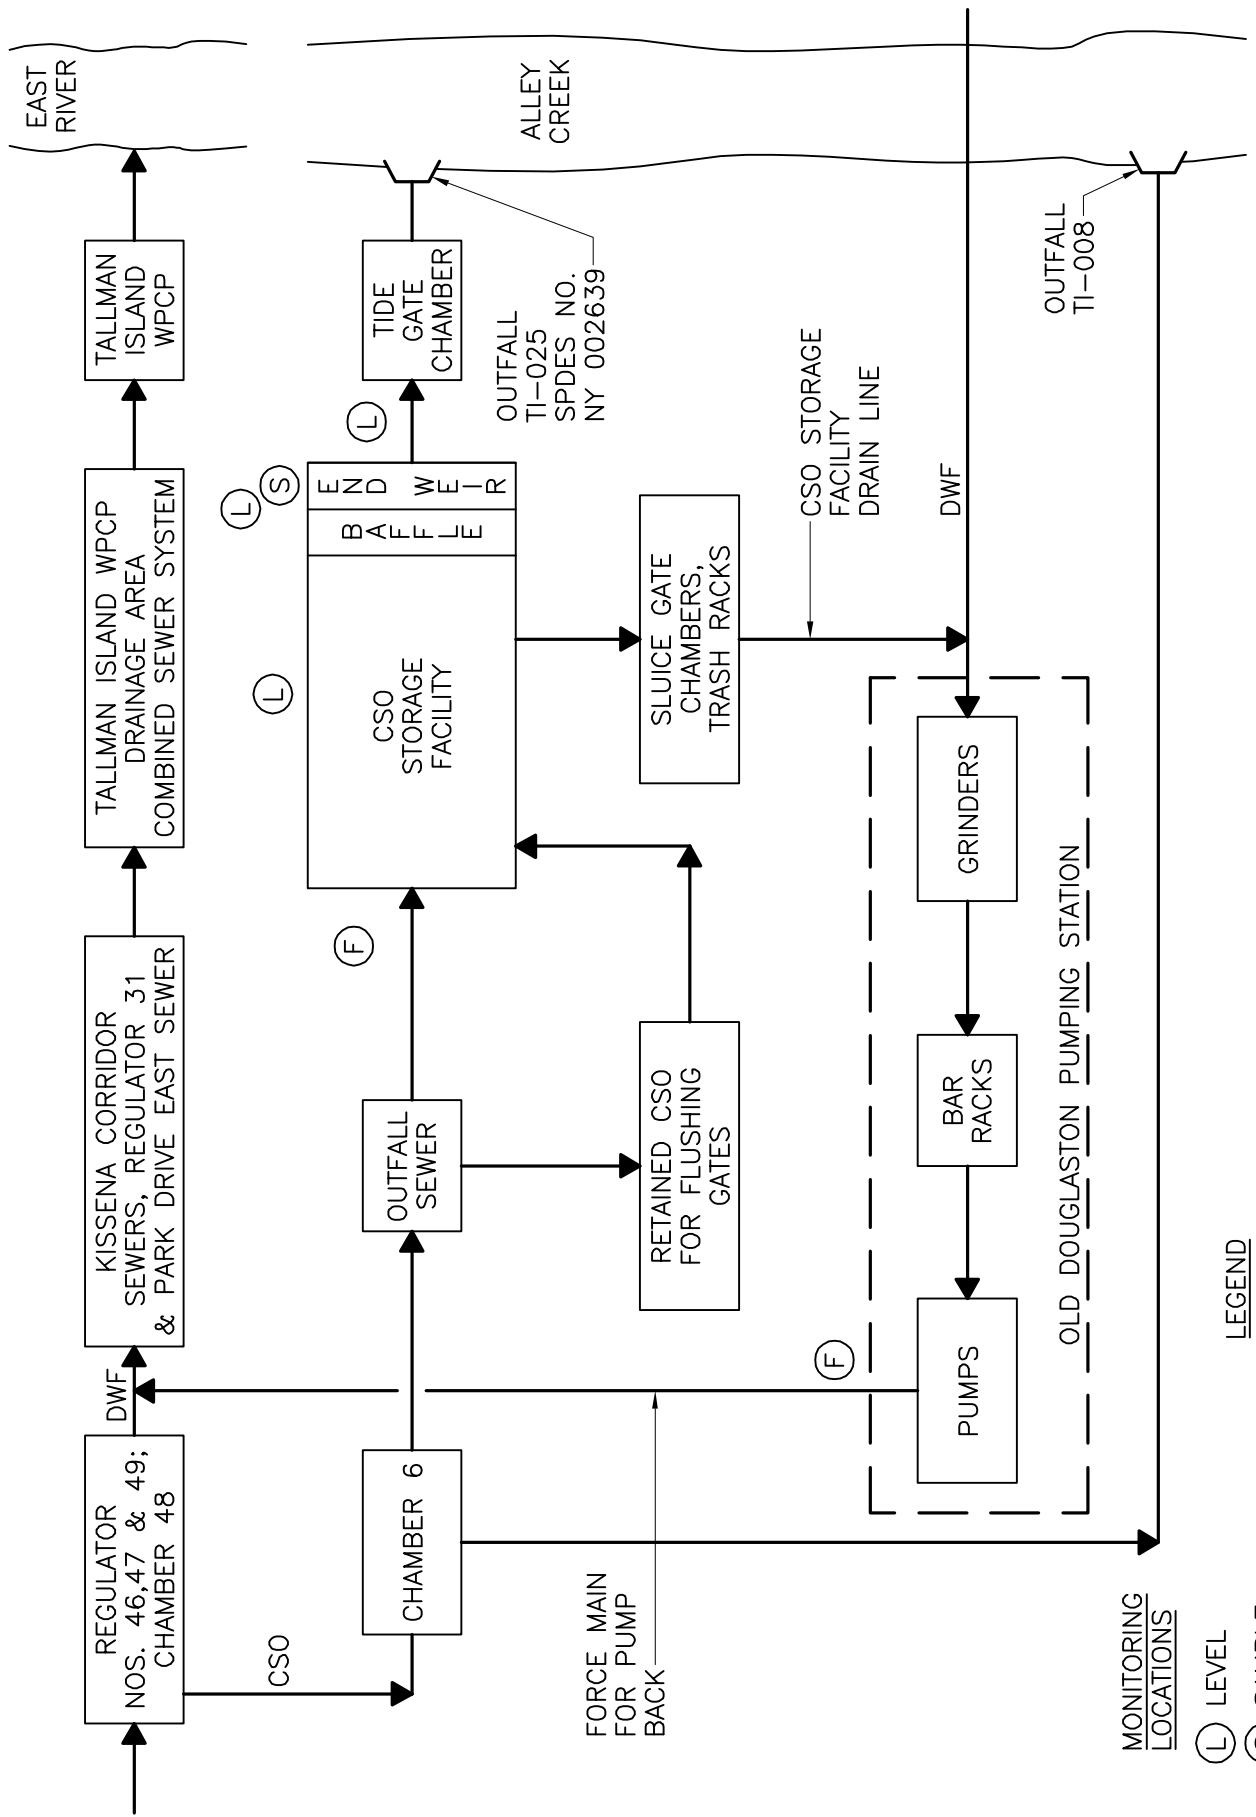 REGULATOR
NOS. 46,47 & 49;
CHAMBER 48
DWF
KISSENA CORRIDOR
SEWERS, REGULATOR 31
& PARK DRIVE EAST SEWER
TALLMAN ISLAND WPCP
DRAINAGE AREA
COMBINED SEWER SYSTEM
TALLMAN
ISLAND
WPCP
EAST
RIVER
CSO
CHAMBER 6
OUTFALL
SEWER
F
CSO
STORAGE
FACILITY
L
BAFFLE
END WEIR
L
S
L
TIDE
GATE
CHAMBER
ALLEY
CREEK
OUTFALL
TI-025
SPDES NO.
NY 002639
RETAINED CSO
FOR FLUSHING
GATES
SLUICE GATE
CHAMBERS,
TRASH RACKS
CSO STORAGE
FACILITY
DRAIN LINE
FORCE MAIN
FOR PUMP
BACK
F
PUMPS
BAR
RACKS
GRINDERS
DWF
OLD DOUGLASTON PUMPING STATION
OUTFALL
TI-008
MONITORING
LOCATIONS
L LEVEL
LEGEND